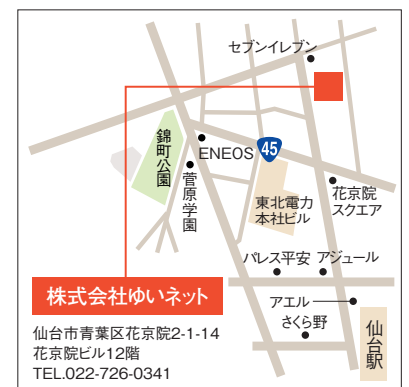 セブンイレブン
錦町公園
ENEOS
45
菅原学園
東北電力
本社ビル
花京院
スクエア
パレス平安
アジュール
株式会社ゆいネット
アエル
さくら野
仙台駅
仙台市青葉区花京院2-1-14
花京院ビル12階
TEL.022-726-0341